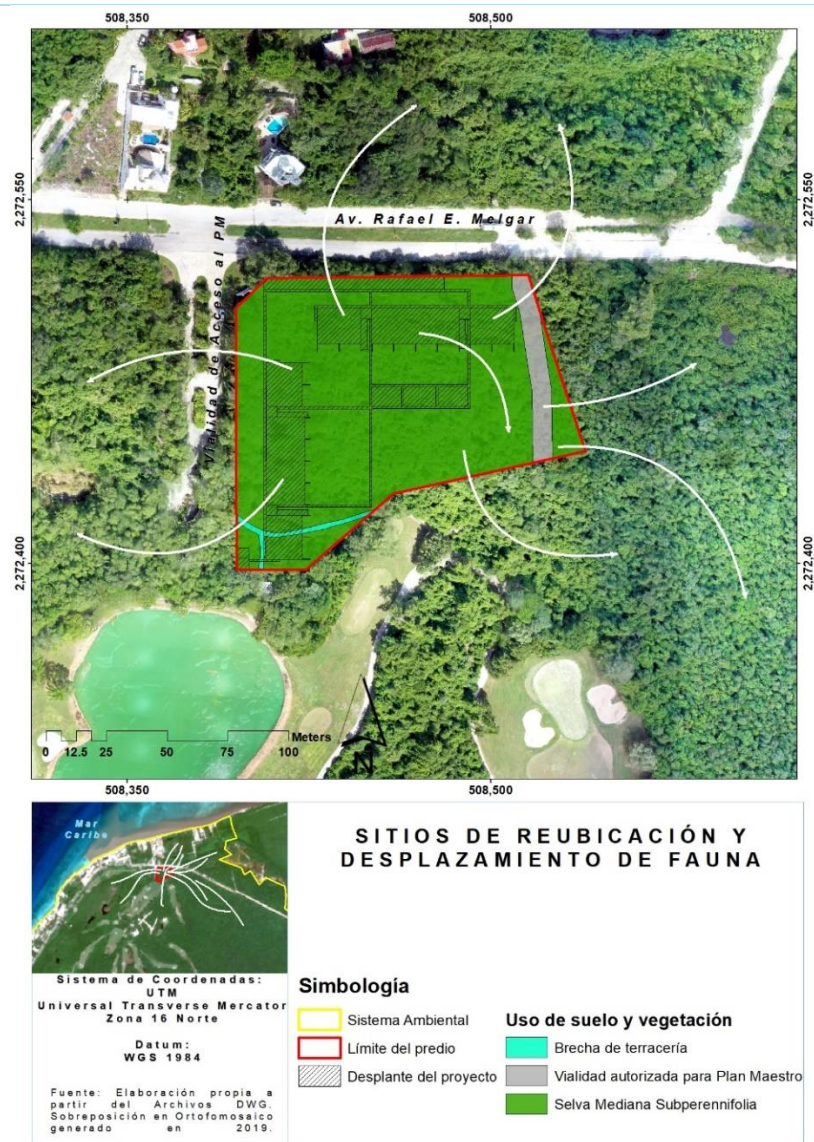 508,350 508,500
2,272,550 2,272,550
Av. Rafael E. Melgar
Vialidad de Acceso al PM
2,272,400 2,272,400
Meters
0 12.5 25 50 75 100
N
508,350 508,500
Mar
Caribe
SITIOS DE REUBICACIÓN Y
DESPLAZAMIENTO DE FAUNA
Sistema de Coordenadas:
UTM
Universal Transverse Mercator
Zona 16 Norte
Datum:
WGS 1984
Fuente: Elaboración propia a
partir del Archivos DWG.
Sobreposición en Ortofomosaico
generado en 2019.
Simbología
Sistema Ambiental
Límite del predio
Desplante del proyecto
Uso de suelo y vegetación
Brecha de terracería
Vialidad autorizada para Plan Maestro
Selva Mediana Subperennifolia